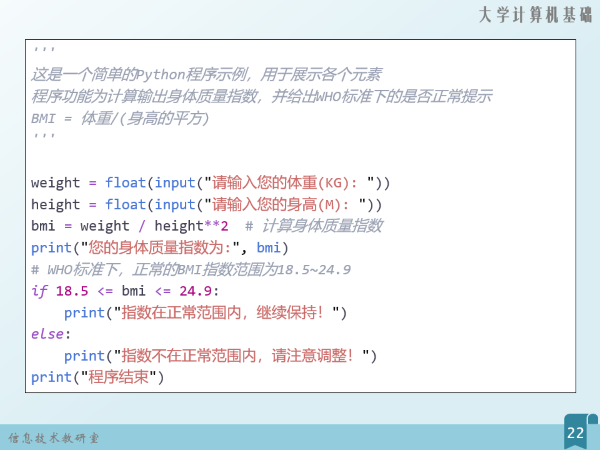 大学计算机基础
'''
这是一个简单的Python程序示例，用于展示各个元素
程序功能为计算输出身体质量指数，并给出WHO标准下的是否正常提示
BMI = 体重/(身高的平方)
'''
weight = float(input("请输入您的体重(KG): "))
height = float(input("请输入您的身高(M): "))
bmi = weight / height**2  # 计算身体质量指数
print("您的身体质量指数为:", bmi)
# WHO标准下，正常的BMI指数范围为18.5~24.9
if 18.5 <= bmi <= 24.9:
    print("指数在正常范围内，继续保持！")
else:
    print("指数不在正常范围内，请注意调整！")
print("程序结束")
信息技术教研室
22